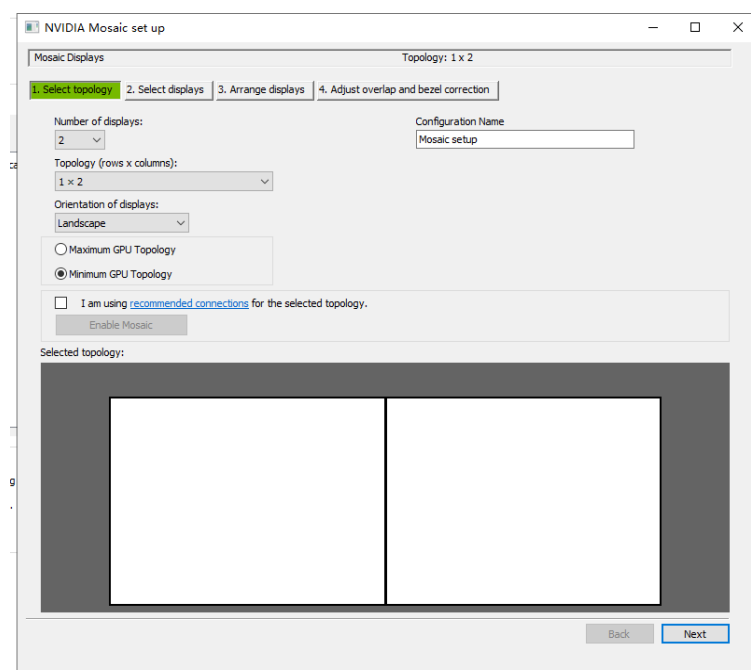 NVIDIA Mosaic set up
Mosaic Displays Topology: 1 x 2
1. Select topology 2. Select displays 3. Arrange displays 4. Adjust overlap and bezel correction
Number of displays: Configuration Name
2 Mosaic setup
Topology (rows x columns):
1 × 2
Orientation of displays:
Landscape
Maximum GPU Topology
Minimum GPU Topology
I am using recommended connections for the selected topology.
Enable Mosaic
Selected topology:
Back Next